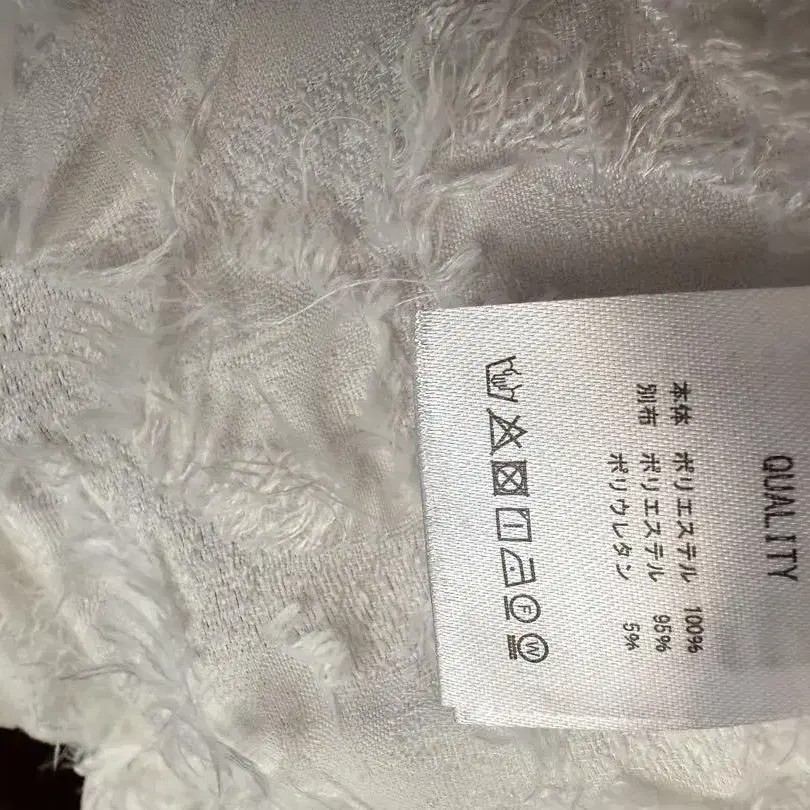 QUALITY
本体 ポリエステル 100%
別布 ポリエステル 95%
ポリウレタン 5%
F W